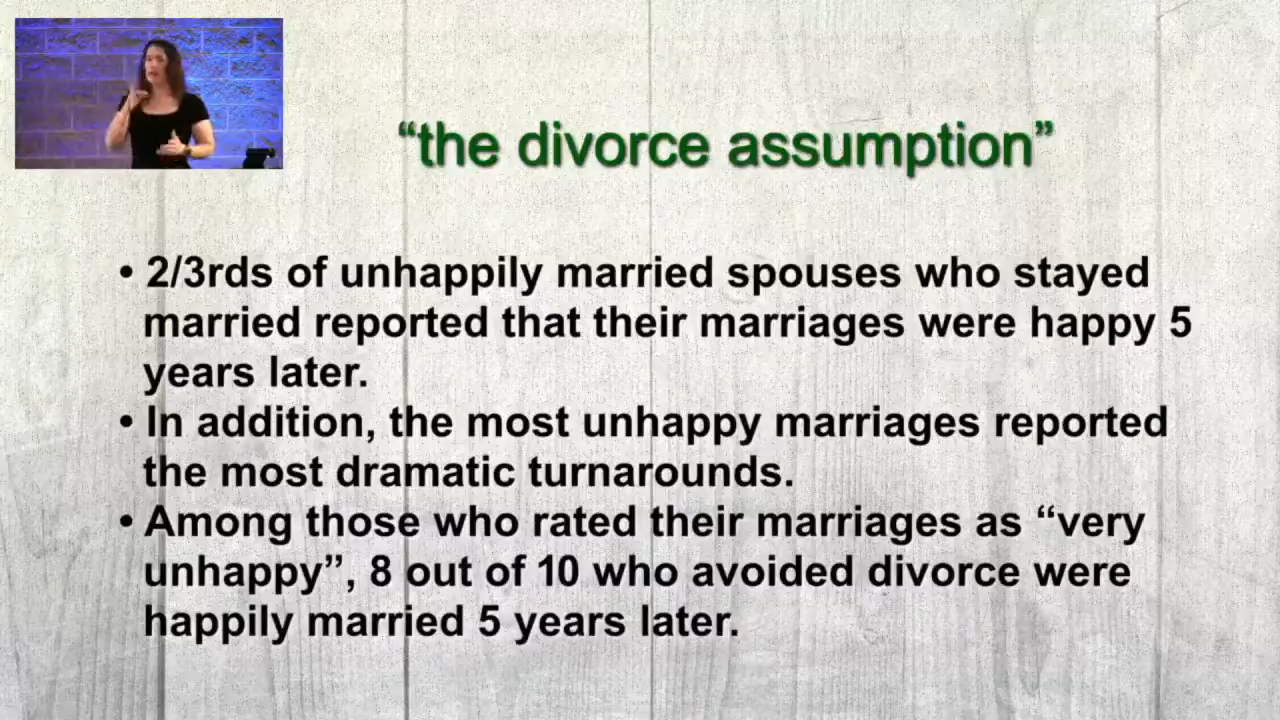 “the divorce assumption”
• 2/3rds of unhappily married spouses who stayed
married reported that their marriages were happy 5
years later.
• In addition, the most unhappy marriages reported
the most dramatic turnarounds.
• Among those who rated their marriages as “very
unhappy”, 8 out of 10 who avoided divorce were
happily married 5 years later.